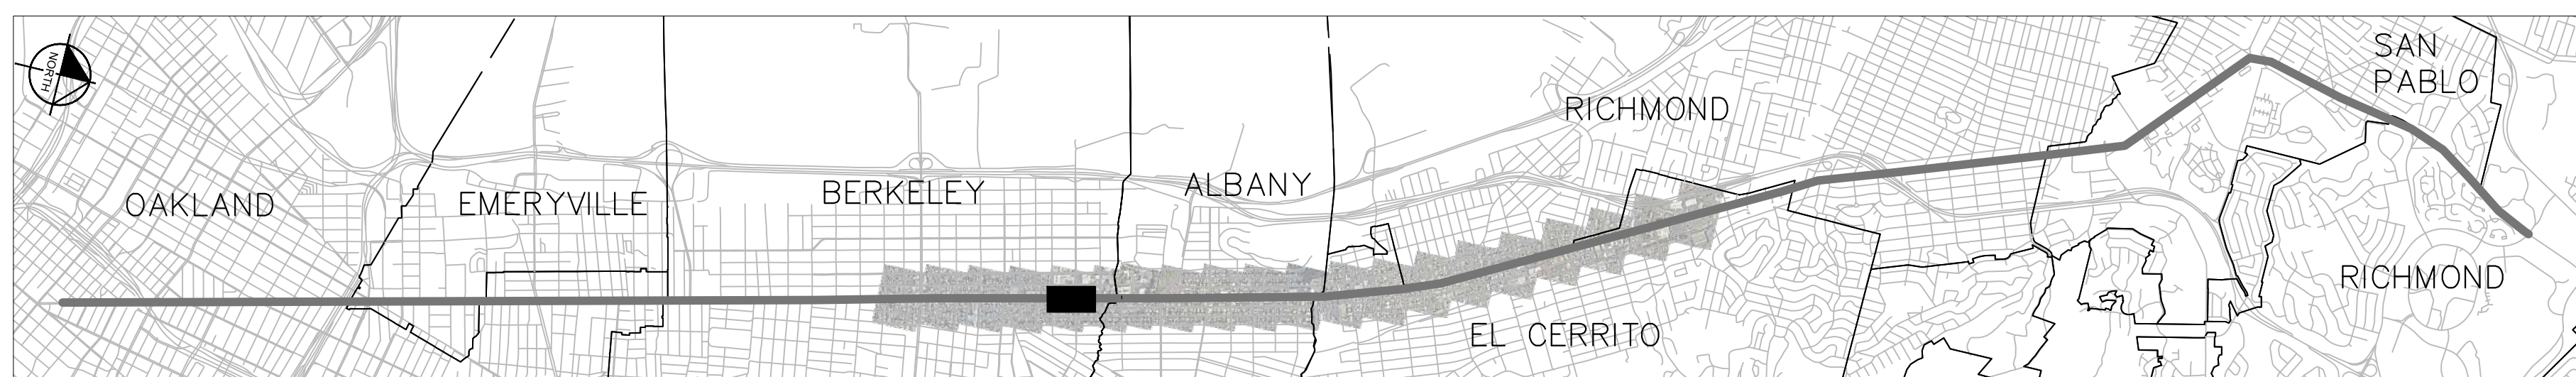 NORTH
OAKLAND
EMERYVILLE
BERKELEY
ALBANY
RICHMOND
EL CERRITO
SAN
PABLO
RICHMOND